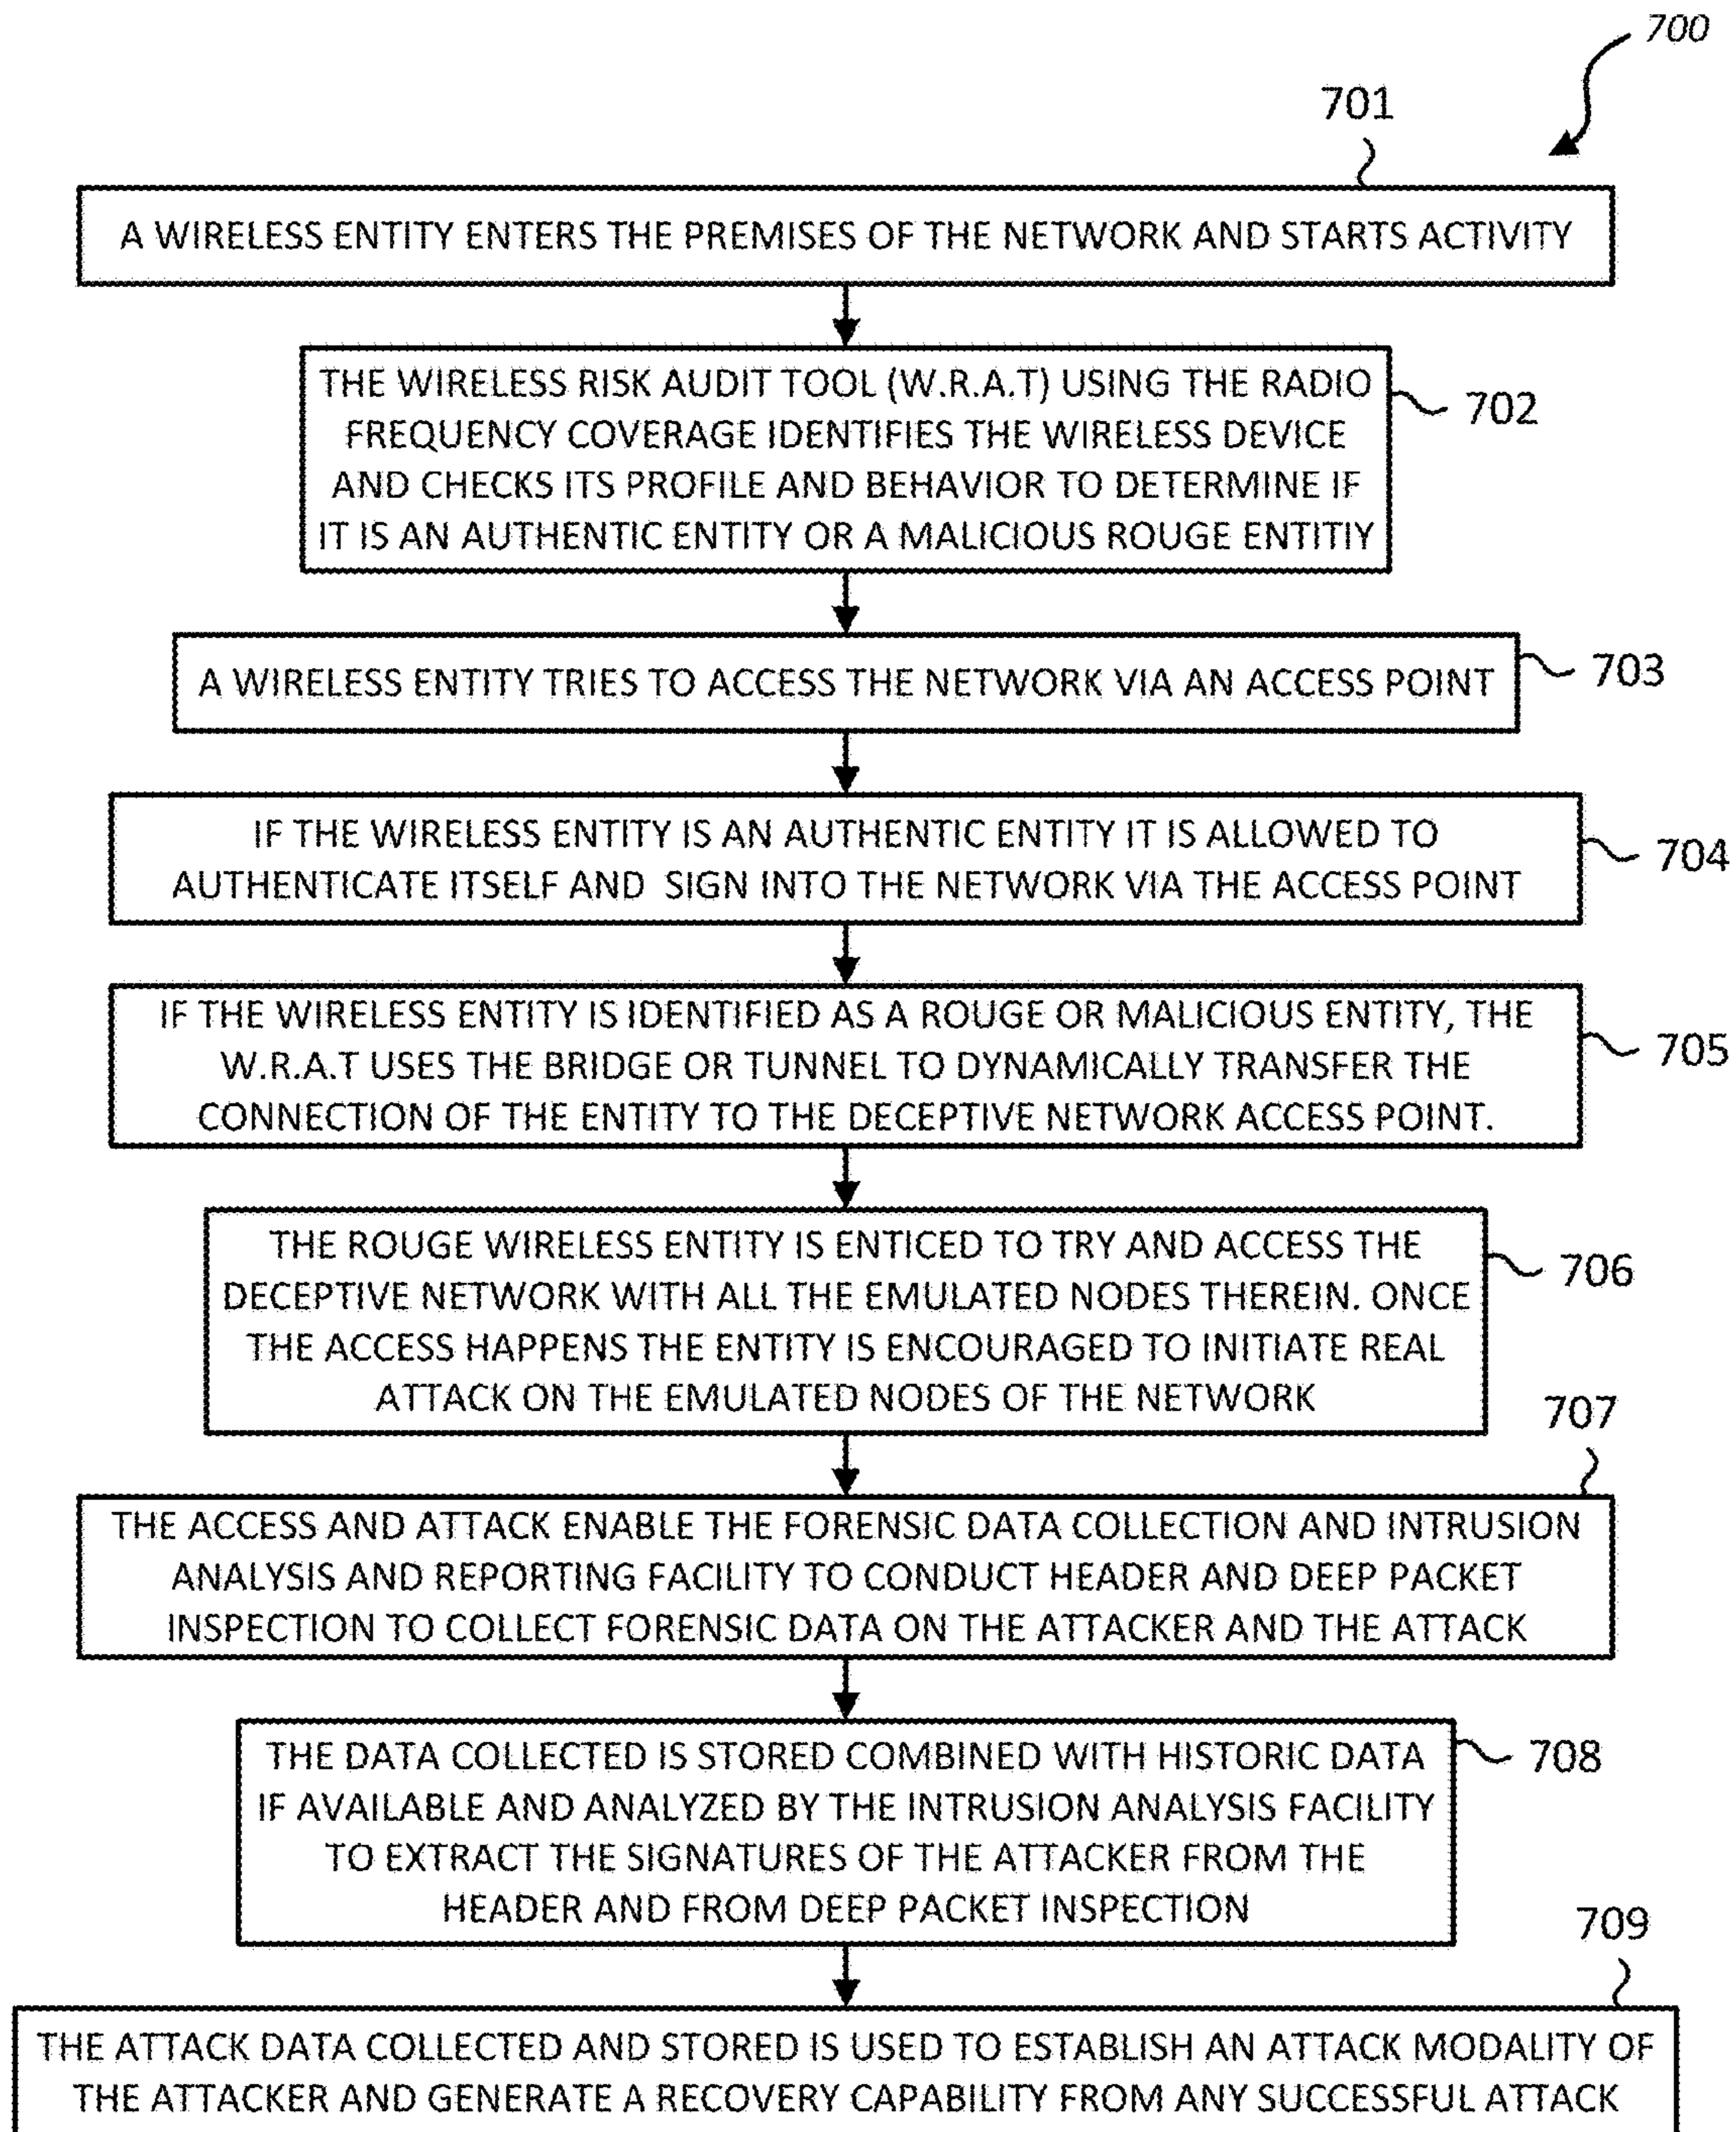 700
701
A WIRELESS ENTITY ENTERS THE PREMISES OF THE NETWORK AND STARTS ACTIVITY
THE WIRELESS RISK AUDIT TOOL (W.R.A.T) USING THE RADIO
FREQUENCY COVERAGE IDENTIFIES THE WIRELESS DEVICE
AND CHECKS ITS PROFILE AND BEHAVIOR TO DETERMINE IF
IT IS AN AUTHENTIC ENTITY OR A MALICIOUS ROUGE ENTITIY
702
A WIRELESS ENTITY TRIES TO ACCESS THE NETWORK VIA AN ACCESS POINT
703
IF THE WIRELESS ENTITY IS AN AUTHENTIC ENTITY IT IS ALLOWED TO
AUTHENTICATE ITSELF AND SIGN INTO THE NETWORK VIA THE ACCESS POINT
704
IF THE WIRELESS ENTITY IS IDENTIFIED AS A ROUGE OR MALICIOUS ENTITY, THE
W.R.A.T USES THE BRIDGE OR TUNNEL TO DYNAMICALLY TRANSFER THE
CONNECTION OF THE ENTITY TO THE DECEPTIVE NETWORK ACCESS POINT.
705
THE ROUGE WIRELESS ENTITY IS ENTICED TO TRY AND ACCESS THE
DECEPTIVE NETWORK WITH ALL THE EMULATED NODES THEREIN. ONCE
THE ACCESS HAPPENS THE ENTITY IS ENCOURAGED TO INITIATE REAL
ATTACK ON THE EMULATED NODES OF THE NETWORK
706
707
THE ACCESS AND ATTACK ENABLE THE FORENSIC DATA COLLECTION AND INTRUSION
ANALYSIS AND REPORTING FACILITY TO CONDUCT HEADER AND DEEP PACKET
INSPECTION TO COLLECT FORENSIC DATA ON THE ATTACKER AND THE ATTACK
THE DATA COLLECTED IS STORED COMBINED WITH HISTORIC DATA
IF AVAILABLE AND ANALYZED BY THE INTRUSION ANALYSIS FACILITY
TO EXTRACT THE SIGNATURES OF THE ATTACKER FROM THE
HEADER AND FROM DEEP PACKET INSPECTION
708
709
THE ATTACK DATA COLLECTED AND STORED IS USED TO ESTABLISH AN ATTACK MODALITY OF
THE ATTACKER AND GENERATE A RECOVERY CAPABILITY FROM ANY SUCCESSFUL ATTACK